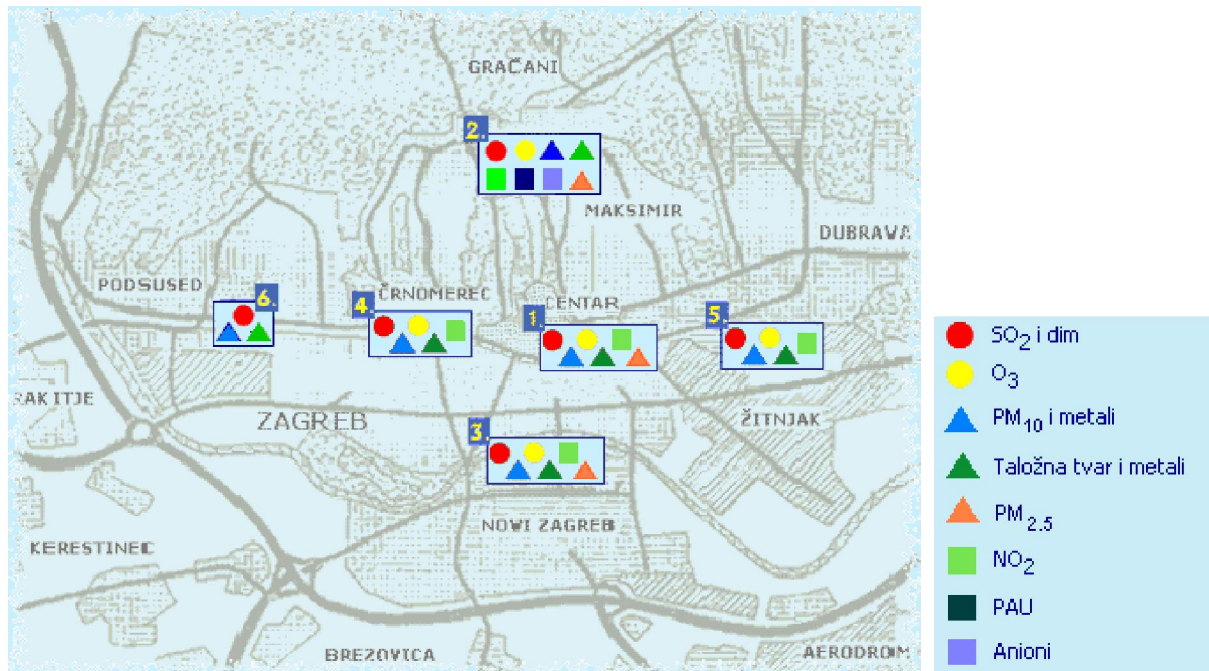 GRAČANI
2.
MAKSIMIR
DUBRAVA
PODSUSED
6.
4.
ČRNOMEREC
1.
CENTAR
5.
RAKITJE
ZAGREB
3.
ŽITNJAK
NOVI ZAGREB
KERESTINEC
BREZOVICA
AERODROM
SO2 i dim
O3
PM10 i metali
Taložna tvar i metali
PM2.5
NO2
PAU
Anioni